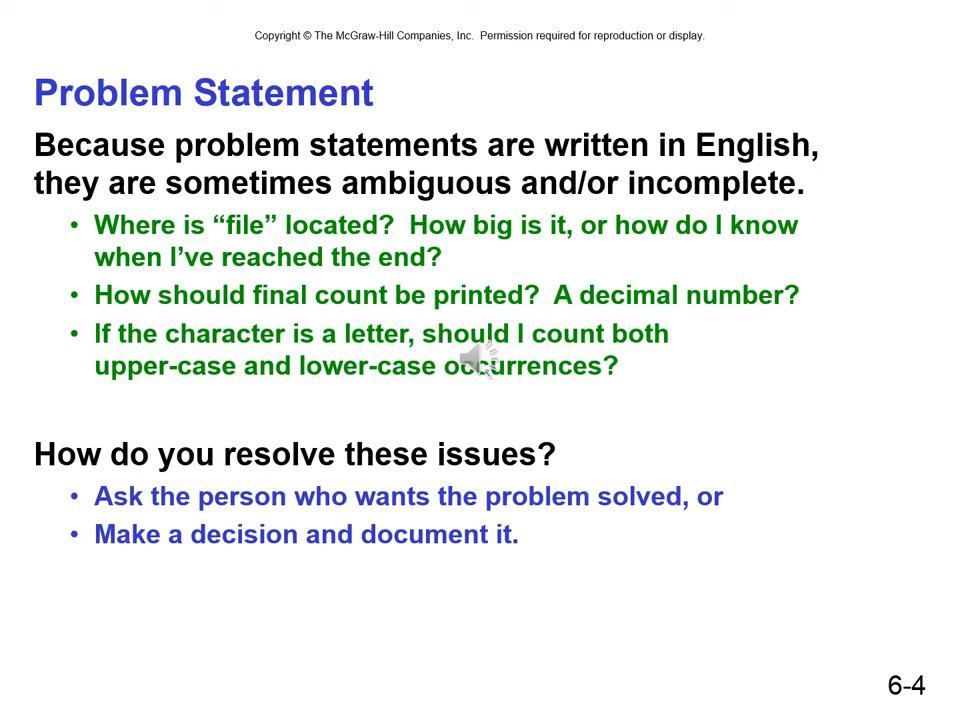 Copyright © The McGraw-Hill Companies, Inc.  Permission required for reproduction or display.
Problem Statement
Because problem statements are written in English,
they are sometimes ambiguous and/or incomplete.
• Where is “file” located?  How big is it, or how do I know
when I’ve reached the end?
• How should final count be printed?  A decimal number?
• If the character is a letter, should I count both
upper-case and lower-case occurrences?
How do you resolve these issues?
• Ask the person who wants the problem solved, or
• Make a decision and document it.
6-4